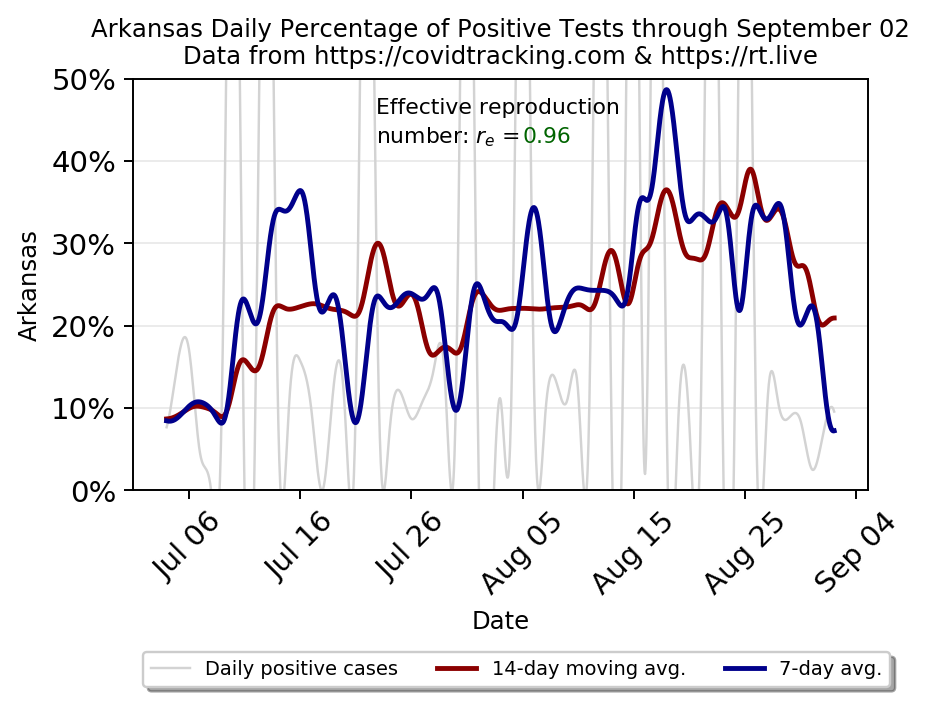 Arkansas Daily Percentage of Positive Tests through September 02
Data from https://covidtracking.com & https://rt.live
50%
40%
30%
20%
10%
0%
Effective reproduction
number: rₑ = 0.96
Arkansas
Jul 06
Jul 16
Jul 26
Aug 05
Aug 15
Aug 25
Sep 04
Date
Daily positive cases
14-day moving avg.
7-day avg.